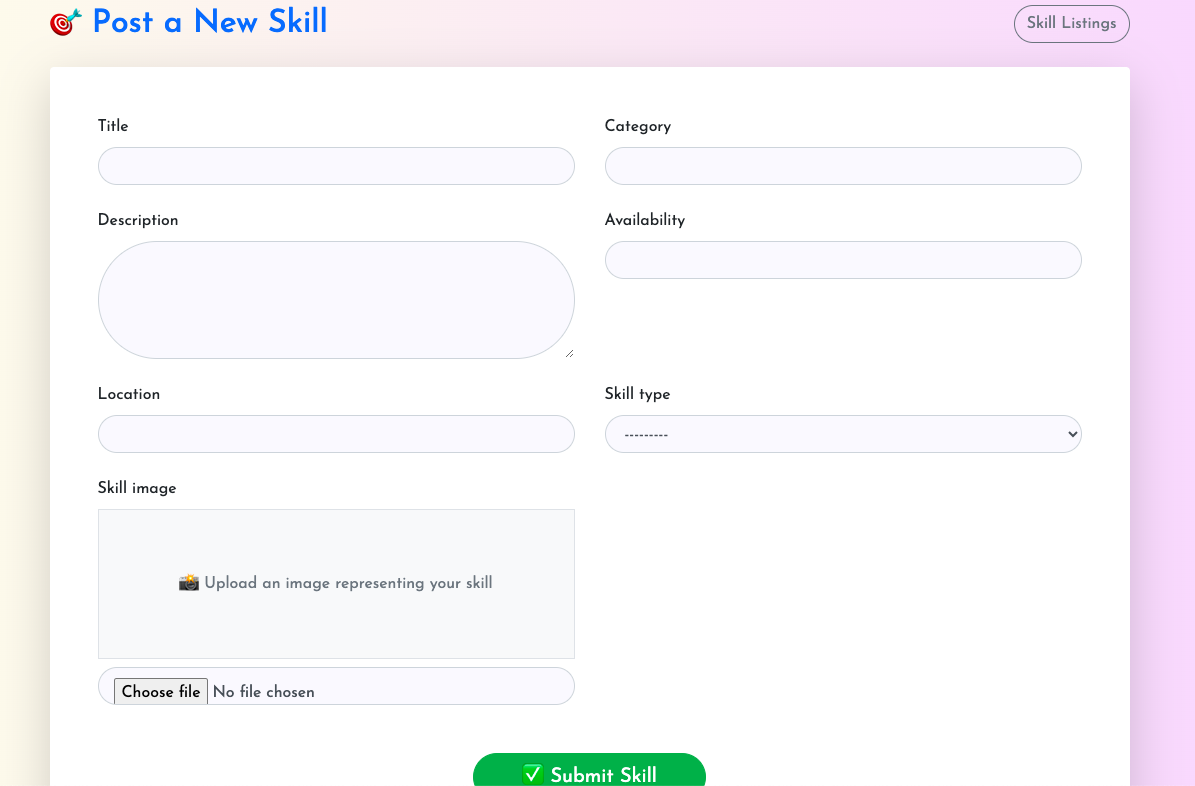 🎯 Post a New Skill
Skill Listings
Title
Category
Description
Availability
Location
Skill type
---------
Skill image
📸 Upload an image representing your skill
Choose file No file chosen
✅ Submit Skill